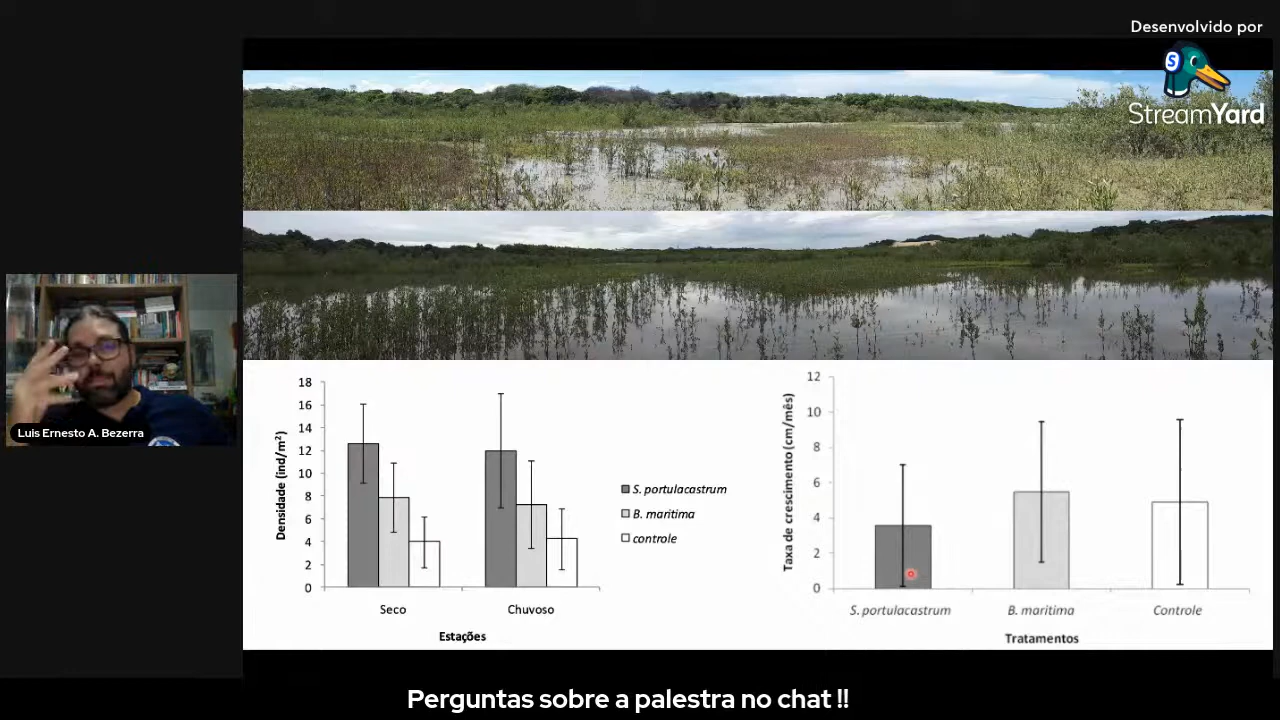 Desenvolvido por
StreamYard
Luis Ernesto A. Bezerra
Densidade (ind/m²)
18
16
14
12
10
8
6
4
2
0
Seco
Chuvoso
Estações
S. portulacastrum
B. maritima
controle
Taxa de crescimento (cm/mês)
12
10
8
6
4
2
0
S. portulacastrum
B. maritima
Controle
Tratamentos
Perguntas sobre a palestra no chat !!